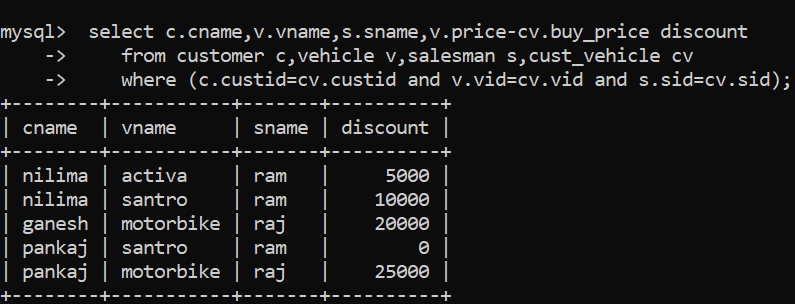 mysql>  select c.cname,v.vname,s.sname,v.price-cv.buy_price discount
    ->     from customer c,vehicle v,salesman s,cust_vehicle cv
    ->     where (c.custid=cv.custid and v.vid=cv.vid and s.sid=cv.sid);
+--------+-----------+-------+----------+
| cname  | vname     | sname | discount |
+--------+-----------+-------+----------+
| nilima | activa    | ram   |     5000 |
| nilima | santro    | ram   |    10000 |
| ganesh | motorbike | raj   |    20000 |
| pankaj | santro    | ram   |        0 |
| pankaj | motorbike | raj   |    25000 |
+--------+-----------+-------+----------+